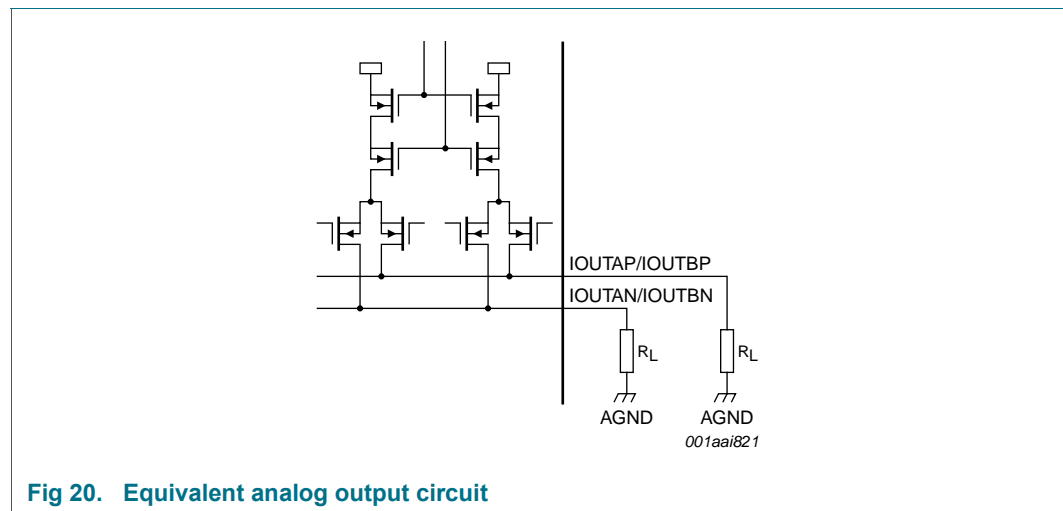 IOUTAP/IOUTBP
IOUTAN/IOUTBN
RL RL
AGND AGND
001aai821
Fig 20. Equivalent analog output circuit